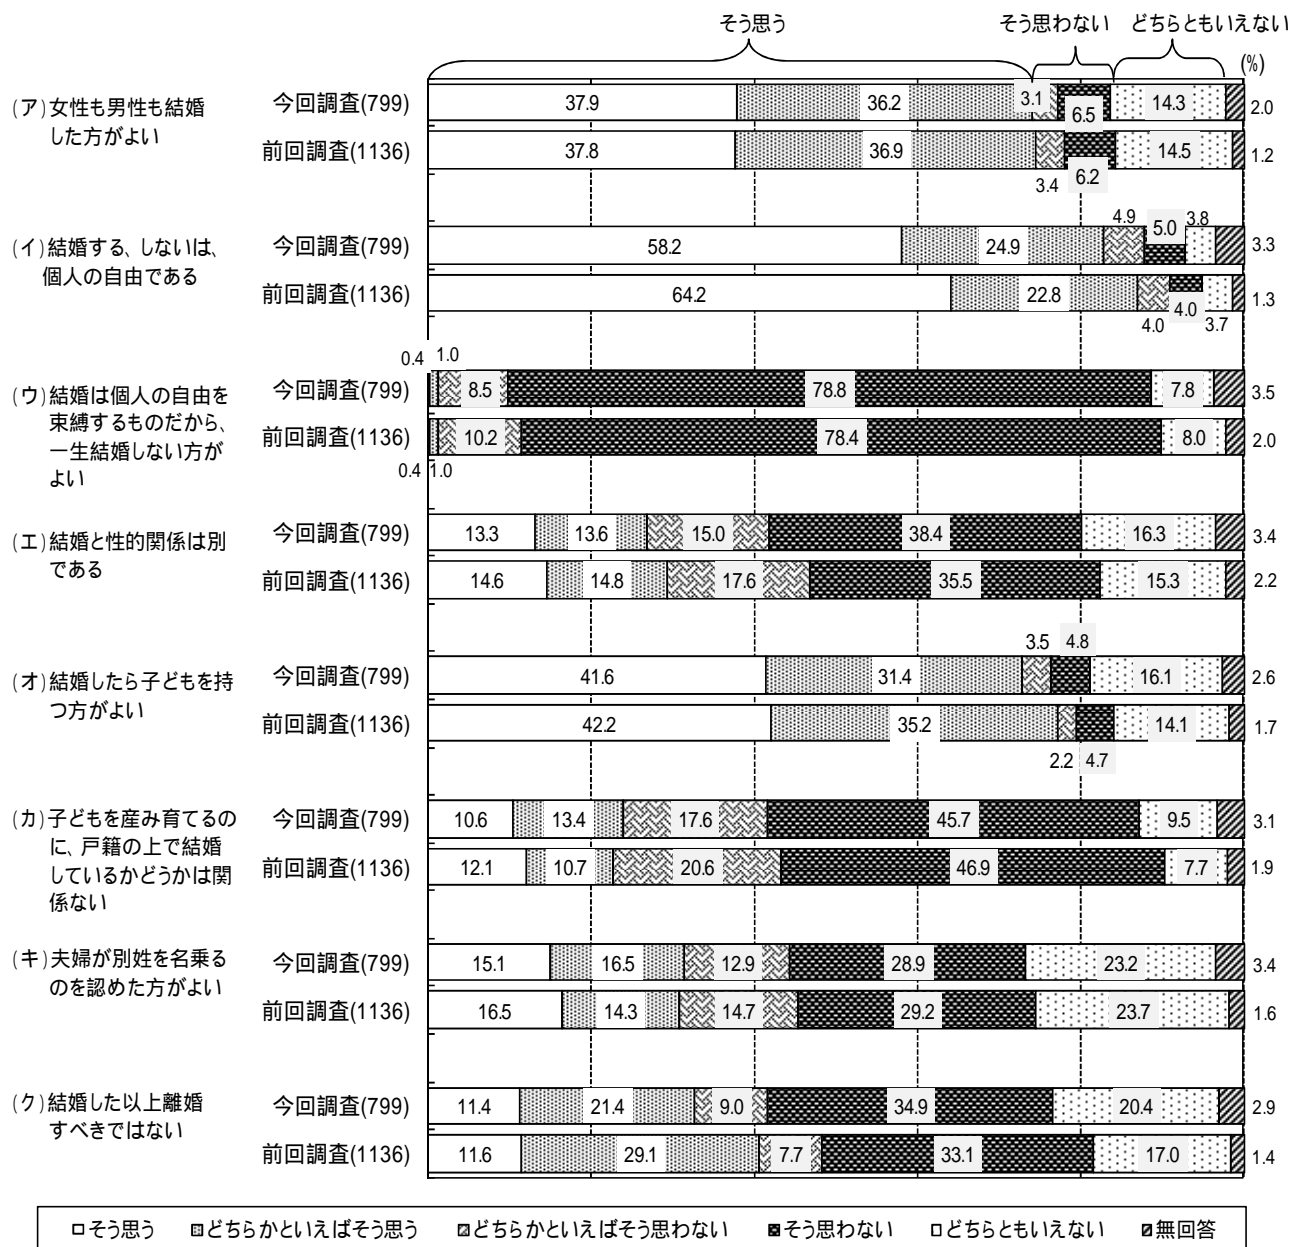 そう思う そう思わない どちらともいえない
(%)
(ア)女性も男性も結婚
した方がよい
今回調査(799) 37.9 36.2 3.1 6.5 14.3 2.0
前回調査(1136) 37.8 36.9 3.4 6.2 14.5 1.2
(イ)結婚する、しないは、
個人の自由である
今回調査(799) 58.2 24.9 4.9 5.0 3.8 3.3
前回調査(1136) 64.2 22.8 4.0 4.0 3.7 1.3
(ウ)結婚は個人の自由を
束縛するものだから、
一生結婚しない方が
よい
今回調査(799) 0.4 1.0 8.5 78.8 7.8 3.5
前回調査(1136) 0.4 1.0 10.2 78.4 8.0 2.0
(エ)結婚と性的関係は別
である
今回調査(799) 13.3 13.6 15.0 38.4 16.3 3.4
前回調査(1136) 14.6 14.8 17.6 35.5 15.3 2.2
(オ)結婚したら子どもを持
つ方がよい
今回調査(799) 41.6 31.4 3.5 4.8 16.1 2.6
前回調査(1136) 42.2 35.2 2.2 4.7 14.1 1.7
(カ)子どもを産み育てるの
に、戸籍の上で結婚
しているかどうかは関
係ない
今回調査(799) 10.6 13.4 17.6 45.7 9.5 3.1
前回調査(1136) 12.1 10.7 20.6 46.9 7.7 1.9
(キ)夫婦が別姓を名乗る
のを認めた方がよい
今回調査(799) 15.1 16.5 12.9 28.9 23.2 3.4
前回調査(1136) 16.5 14.3 14.7 29.2 23.7 1.6
(ク)結婚した以上離婚
すべきではない
今回調査(799) 11.4 21.4 9.0 34.9 20.4 2.9
前回調査(1136) 11.6 29.1 7.7 33.1 17.0 1.4
そう思う どちらかといえばそう思う どちらかといえばそう思わない そう思わない どちらともいえない 無回答